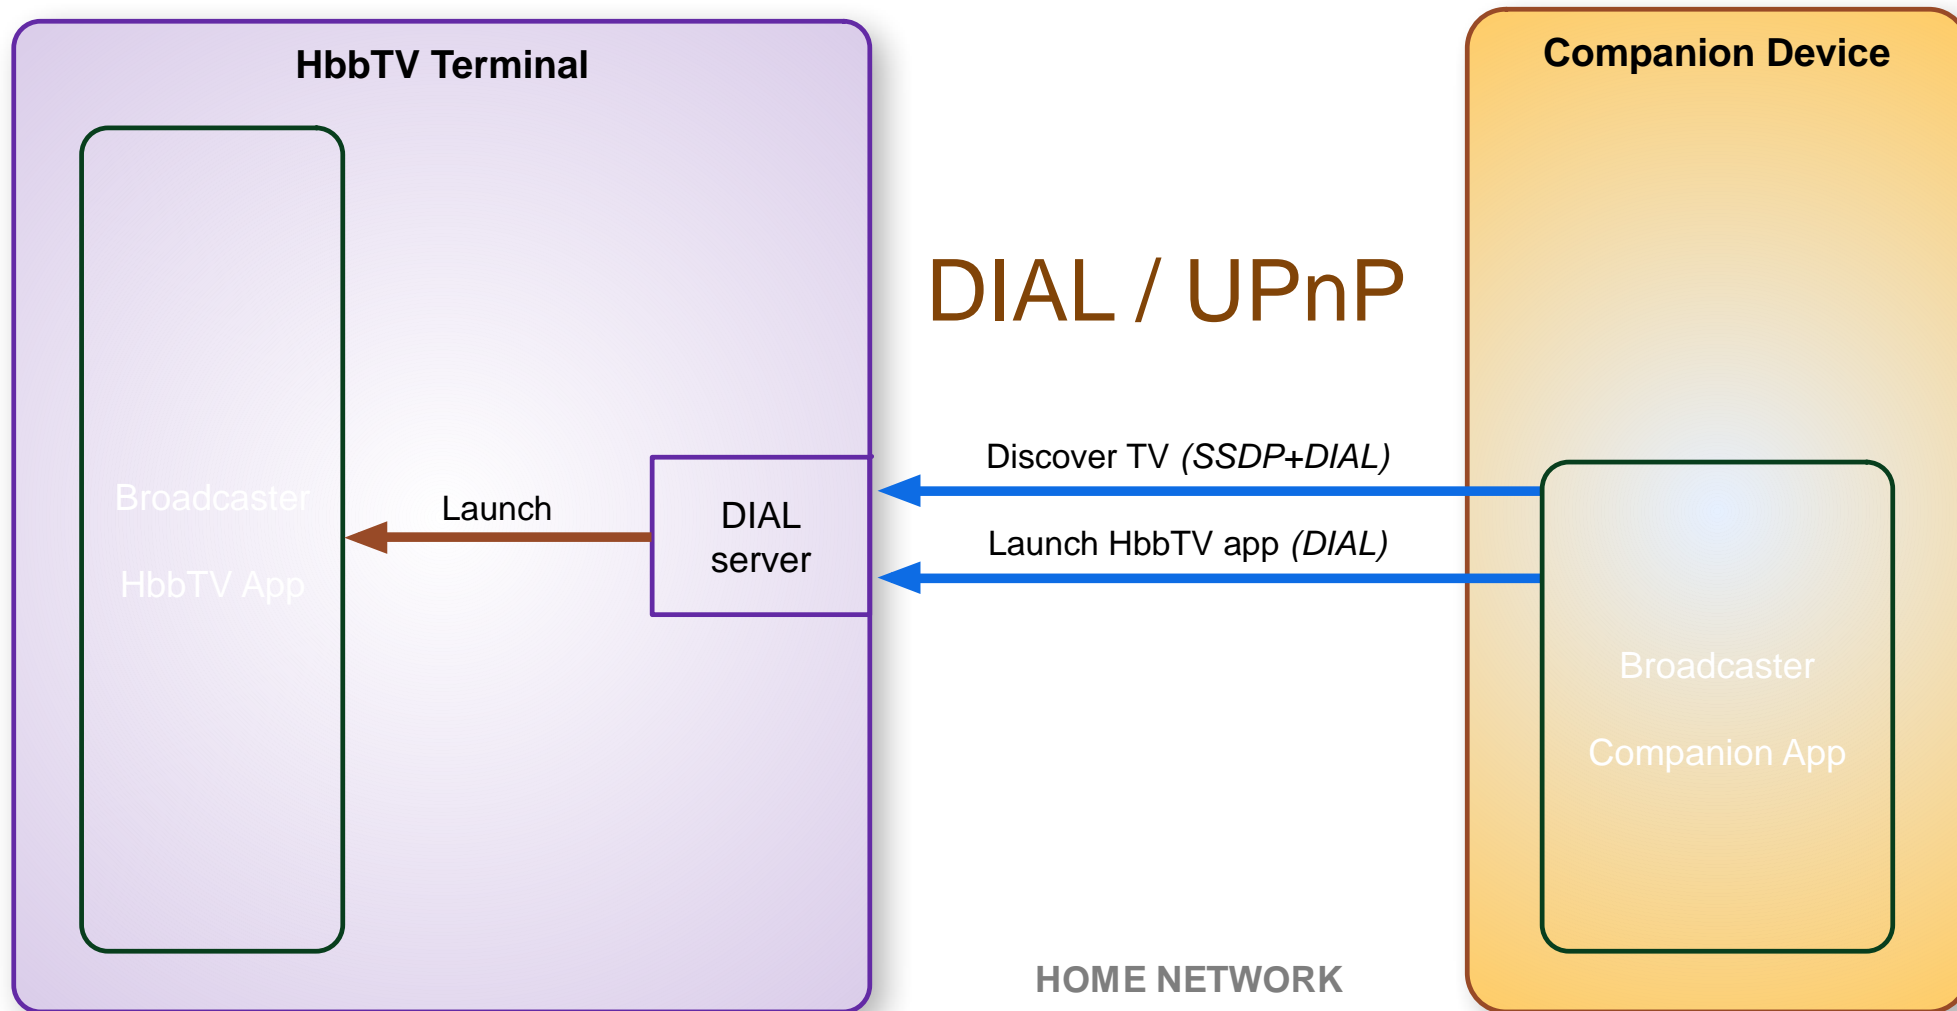 HbbTV Terminal
Companion Device
DIAL / UPnP
Discover TV (SSDP+DIAL)
Launch HbbTV app (DIAL)
Launch
DIAL
server
Broadcaster
HbbTV App
Broadcaster
Companion App
HOME NETWORK